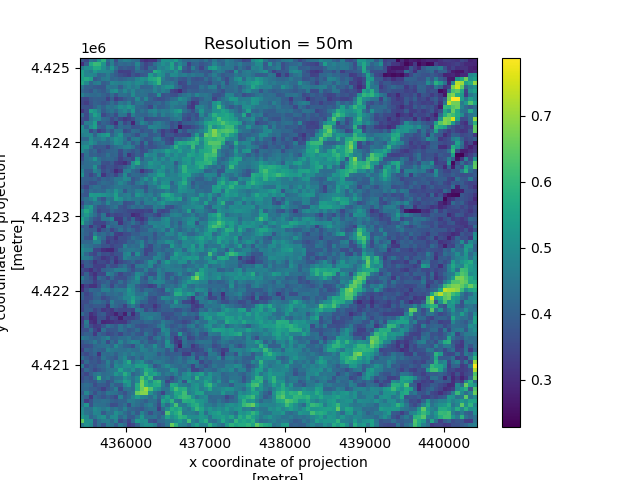 Resolution = 50m
1e6
4.425
4.424
4.423
4.422
4.421
y coordinate of projection
[metre]
436000 437000 438000 439000 440000
x coordinate of projection
[metre]
0.7
0.6
0.5
0.4
0.3